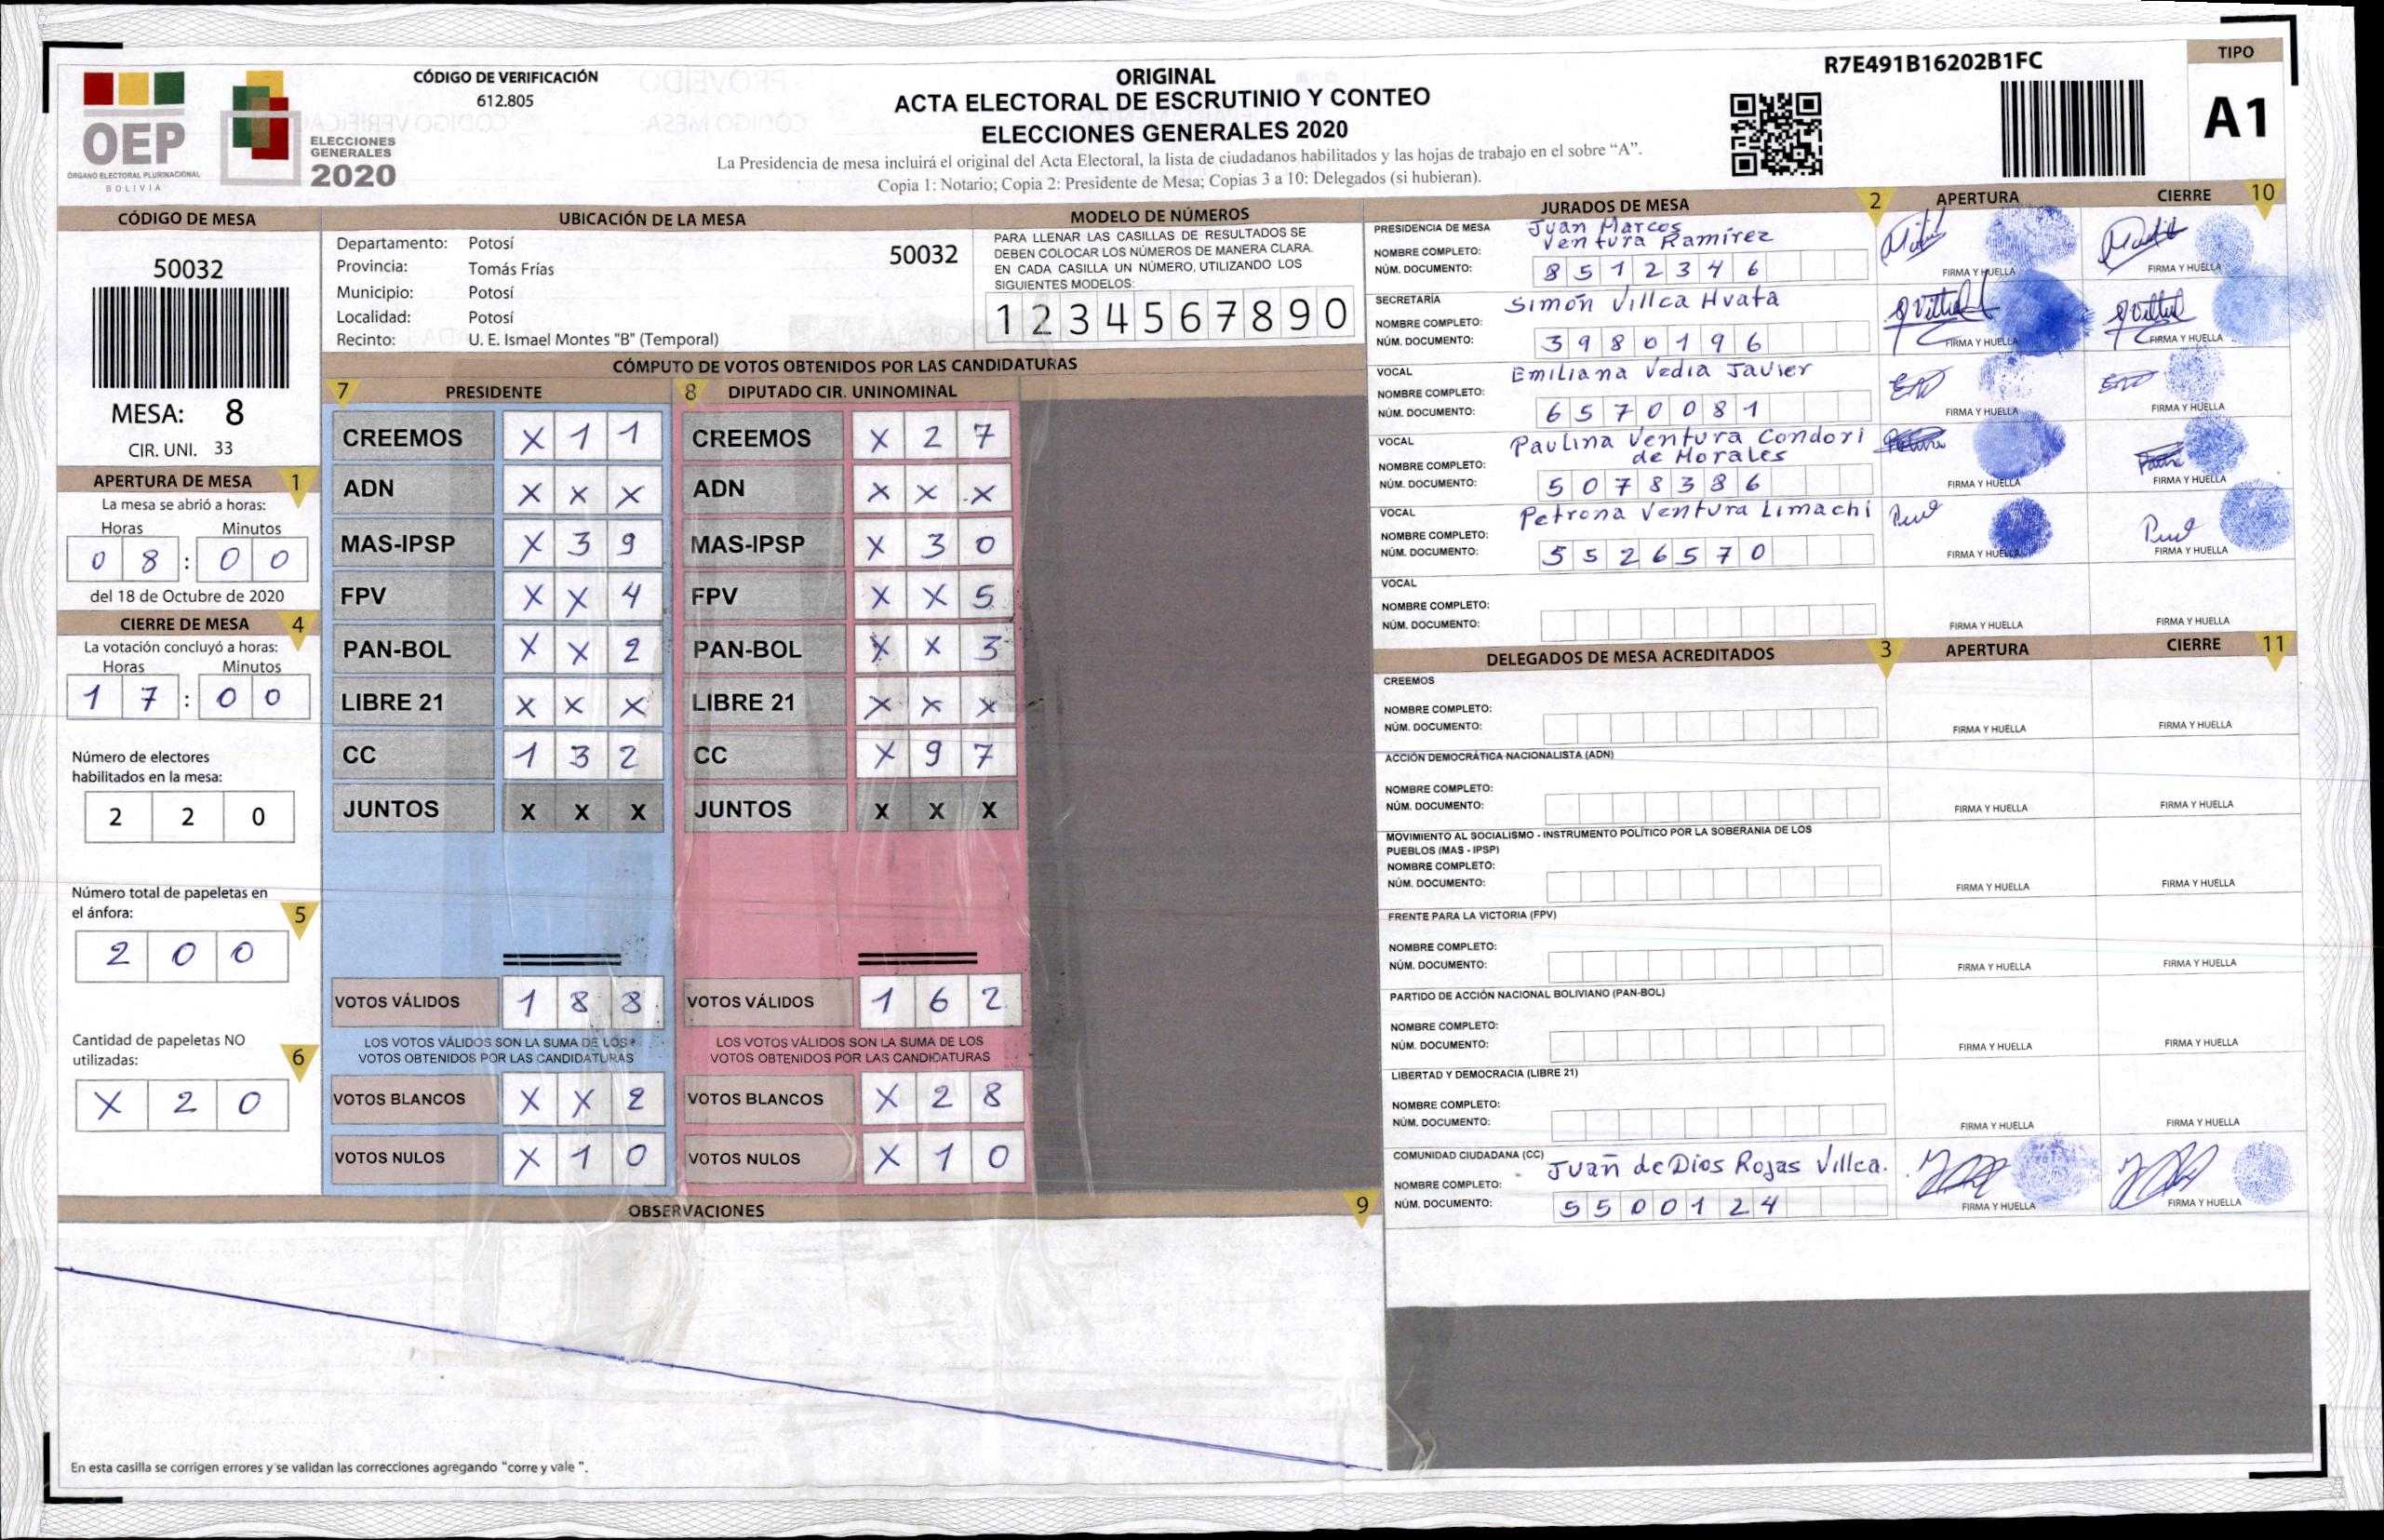 OEP
ÓRGANO ELECTORAL PLURINACIONAL
BOLIVIA
ELECCIONES
GENERALES
2020
CÓDIGO DE VERIFICACIÓN
612.805
ORIGINAL
ACTA ELECTORAL DE ESCRUTINIO Y CONTEO
ELECCIONES GENERALES 2020
La Presidencia de mesa incluirá el original del Acta Electoral, la lista de ciudadanos habilitados y las hojas de trabajo en el sobre "A".
Copia 1: Notario; Copia 2: Presidente de Mesa; Copias 3 a 10: Delegados (si hubieran).
R7E491B16202B1FC
TIPO
A1
CÓDIGO DE MESA
50032
MESA: 8
CIR. UNI. 33
APERTURA DE MESA 1
La mesa se abrió a horas:
Horas Minutos
0 8 : 0 0
del 18 de Octubre de 2020
CIERRE DE MESA 4
La votación concluyó a horas:
Horas Minutos
1 7 : 0 0
Número de electores
habilitados en la mesa:
2 2 0
Número total de papeletas en
el ánfora: 5
2 0 0
Cantidad de papeletas NO
utilizadas: 6
X 2 0
UBICACIÓN DE LA MESA
Departamento: Potosí 50032
Provincia: Tomás Frías
Municipio: Potosí
Localidad: Potosí
Recinto: U. E. Ismael Montes "B" (Temporal)
MODELO DE NÚMEROS
PARA LLENAR LAS CASILLAS DE RESULTADOS SE
DEBEN COLOCAR LOS NÚMEROS DE MANERA CLARA.
EN CADA CASILLA UN NÚMERO, UTILIZANDO LOS
SIGUIENTES MODELOS:
1 2 3 4 5 6 7 8 9 0
CÓMPUTO DE VOTOS OBTENIDOS POR LAS CANDIDATURAS
7 PRESIDENTE
CREEMOS X 1 1
ADN X X X
MAS-IPSP X 3 9
FPV X X 4
PAN-BOL X X 2
LIBRE 21 X X X
CC 1 3 2
JUNTOS X X X
VOTOS VÁLIDOS 1 8 8
LOS VOTOS VÁLIDOS SON LA SUMA DE LOS
VOTOS OBTENIDOS POR LAS CANDIDATURAS
VOTOS BLANCOS X X 2
VOTOS NULOS X 1 0
8 DIPUTADO CIR. UNINOMINAL
CREEMOS X 2 7
ADN X X X
MAS-IPSP X 3 0
FPV X X 5
PAN-BOL X X 3
LIBRE 21 X X X
CC X 9 7
JUNTOS X X X
VOTOS VÁLIDOS 1 6 2
LOS VOTOS VÁLIDOS SON LA SUMA DE LOS
VOTOS OBTENIDOS POR LAS CANDIDATURAS
VOTOS BLANCOS X 2 8
VOTOS NULOS X 1 0
OBSERVACIONES 9
En esta casilla se corrigen errores y se validan las correcciones agregando "corre y vale ".
JURADOS DE MESA 2 APERTURA CIERRE 10
PRESIDENCIA DE MESA Juan Marcos
Ventura Ramírez
NOMBRE COMPLETO:
NÚM. DOCUMENTO: 8 5 1 2 3 4 6
FIRMA Y HUELLA FIRMA Y HUELLA
SECRETARÍA Simón Villca Huata
NOMBRE COMPLETO:
NÚM. DOCUMENTO: 3 9 8 0 1 9 6
FIRMA Y HUELLA FIRMA Y HUELLA
VOCAL Emiliana Vedia Javier
NOMBRE COMPLETO:
NÚM. DOCUMENTO: 6 5 7 0 0 8 1
FIRMA Y HUELLA FIRMA Y HUELLA
VOCAL Paulina Ventura Condori
de Morales
NOMBRE COMPLETO:
NÚM. DOCUMENTO: 5 0 7 8 3 8 6
FIRMA Y HUELLA FIRMA Y HUELLA
VOCAL Petrona Ventura Limachi
NOMBRE COMPLETO:
NÚM. DOCUMENTO: 5 5 2 6 5 7 0
FIRMA Y HUELLA FIRMA Y HUELLA
VOCAL
NOMBRE COMPLETO:
NÚM. DOCUMENTO:
FIRMA Y HUELLA FIRMA Y HUELLA
DELEGADOS DE MESA ACREDITADOS 3 APERTURA CIERRE 11
CREEMOS
NOMBRE COMPLETO:
NÚM. DOCUMENTO:
FIRMA Y HUELLA FIRMA Y HUELLA
ACCIÓN DEMOCRÁTICA NACIONALISTA (ADN)
NOMBRE COMPLETO:
NÚM. DOCUMENTO:
FIRMA Y HUELLA FIRMA Y HUELLA
MOVIMIENTO AL SOCIALISMO - INSTRUMENTO POLÍTICO POR LA SOBERANIA DE LOS
PUEBLOS (MAS - IPSP)
NOMBRE COMPLETO:
NÚM. DOCUMENTO:
FIRMA Y HUELLA FIRMA Y HUELLA
FRENTE PARA LA VICTORIA (FPV)
NOMBRE COMPLETO:
NÚM. DOCUMENTO:
FIRMA Y HUELLA FIRMA Y HUELLA
PARTIDO DE ACCIÓN NACIONAL BOLIVIANO (PAN-BOL)
NOMBRE COMPLETO:
NÚM. DOCUMENTO:
FIRMA Y HUELLA FIRMA Y HUELLA
LIBERTAD Y DEMOCRACIA (LIBRE 21)
NOMBRE COMPLETO:
NÚM. DOCUMENTO:
FIRMA Y HUELLA FIRMA Y HUELLA
COMUNIDAD CIUDADANA (CC) Juañ de Dios Rojas Villca.
NOMBRE COMPLETO:
NÚM. DOCUMENTO: 5 5 0 0 1 2 4
FIRMA Y HUELLA FIRMA Y HUELLA